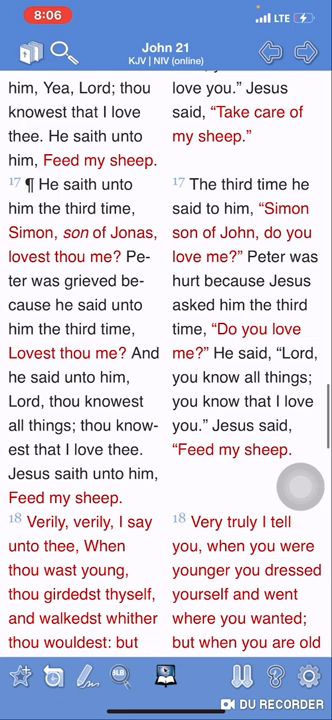 8:06
LTE
John 21
KJV | NIV (online)
him, Yea, Lord; thou
knowest that I love
thee. He saith unto
him, Feed my sheep.
17 ¶ He saith unto
him the third time,
Simon, son of Jonas,
lovest thou me? Pe-
ter was grieved be-
cause he said unto
him the third time,
Lovest thou me? And
he said unto him,
Lord, thou knowest
all things; thou know-
est that I love thee.
Jesus saith unto him,
Feed my sheep.
18 Verily, verily, I say
unto thee, When
thou wast young,
thou girdedst thyself,
and walkedst whither
thou wouldest: but
love you.” Jesus
said, “Take care of
my sheep.”
17 The third time he
said to him, “Simon
son of John, do you
love me?” Peter was
hurt because Jesus
asked him the third
time, “Do you love
me?” He said, “Lord,
you know all things;
you know that I love
you.” Jesus said,
“Feed my sheep.
18 Very truly I tell
you, when you were
younger you dressed
yourself and went
where you wanted;
but when you are old
BLB
DU RECORDER